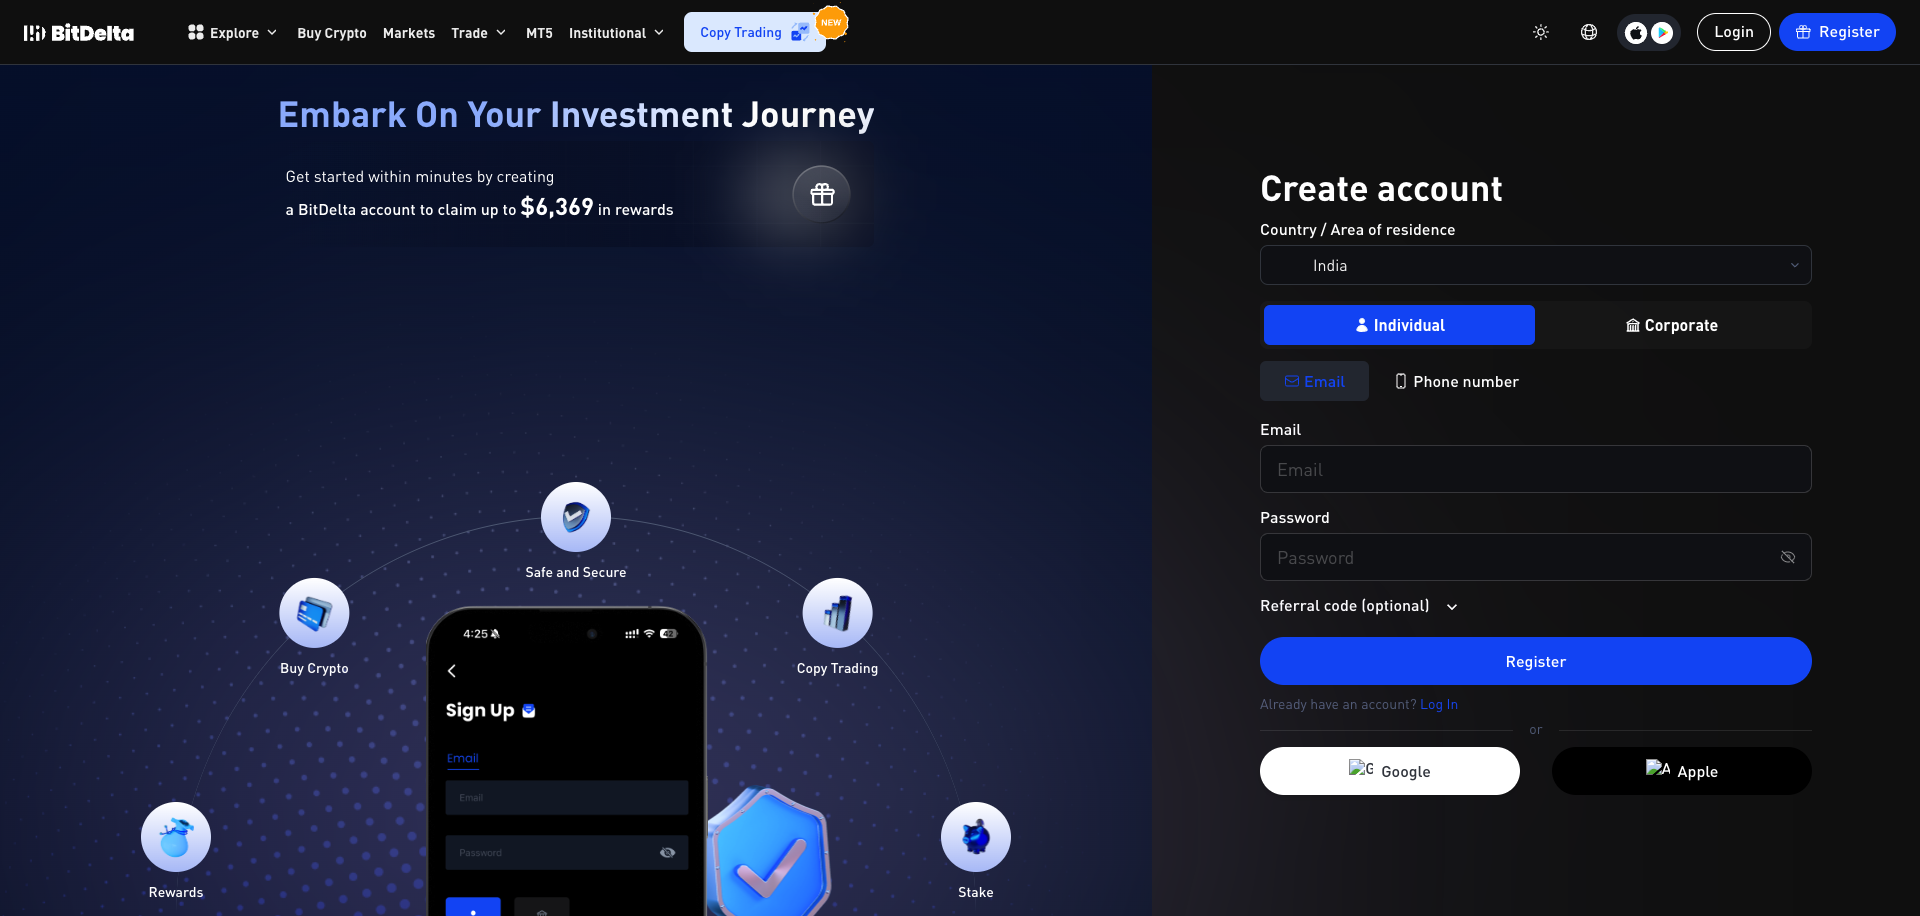 BitDelta
Explore
Buy Crypto
Markets
Trade
MT5
Institutional
Copy Trading
NEW
Login
Register
Embark On Your Investment Journey
Get started within minutes by creating
a BitDelta account to claim up to $6,369 in rewards
Safe and Secure
Buy Crypto
Copy Trading
Rewards
Stake
4:25
42
Sign Up
Email
Email
Password
Create account
Country / Area of residence
India
Individual
Corporate
Email
Phone number
Email
Email
Password
Password
Referral code (optional)
Register
Already have an account? Log In
or
G Google
A Apple